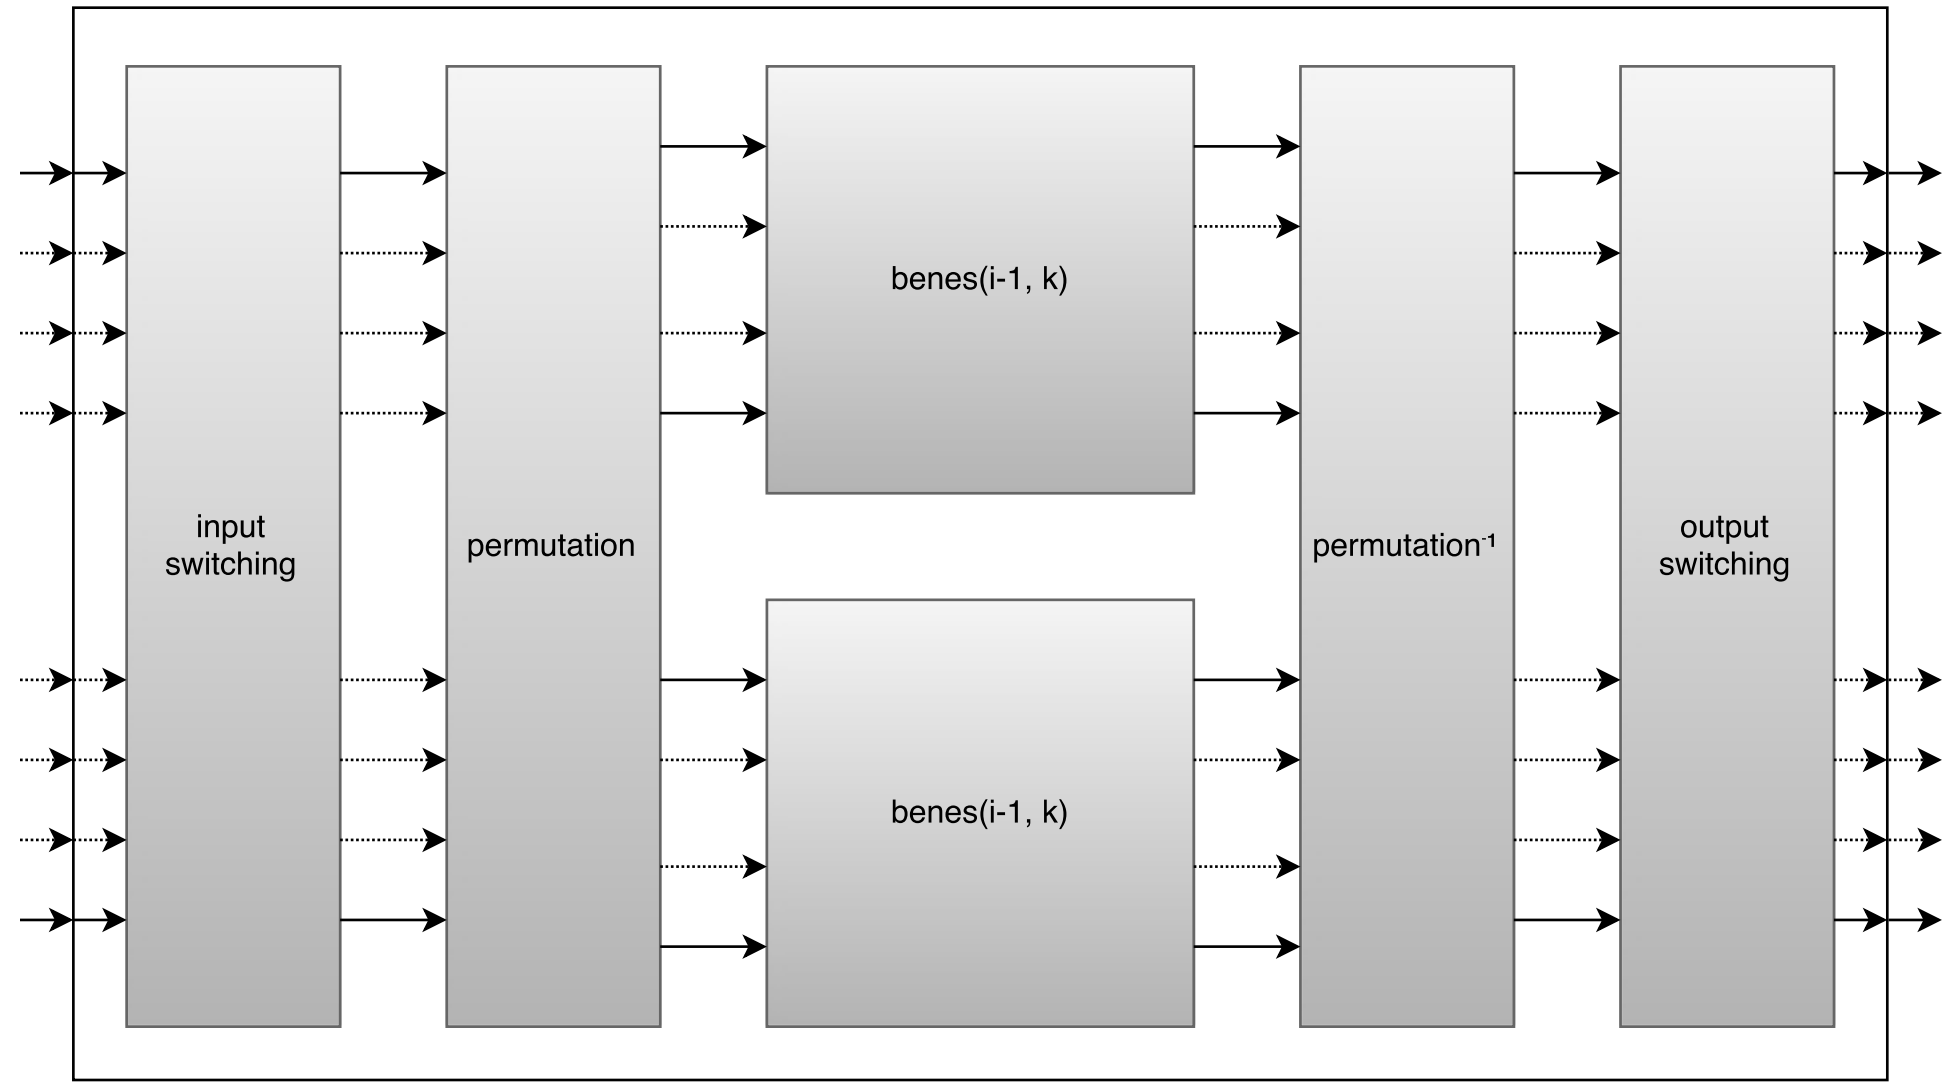 input
switching
permutation
benes(i-1, k)
benes(i-1, k)
permutation⁻¹
output
switching